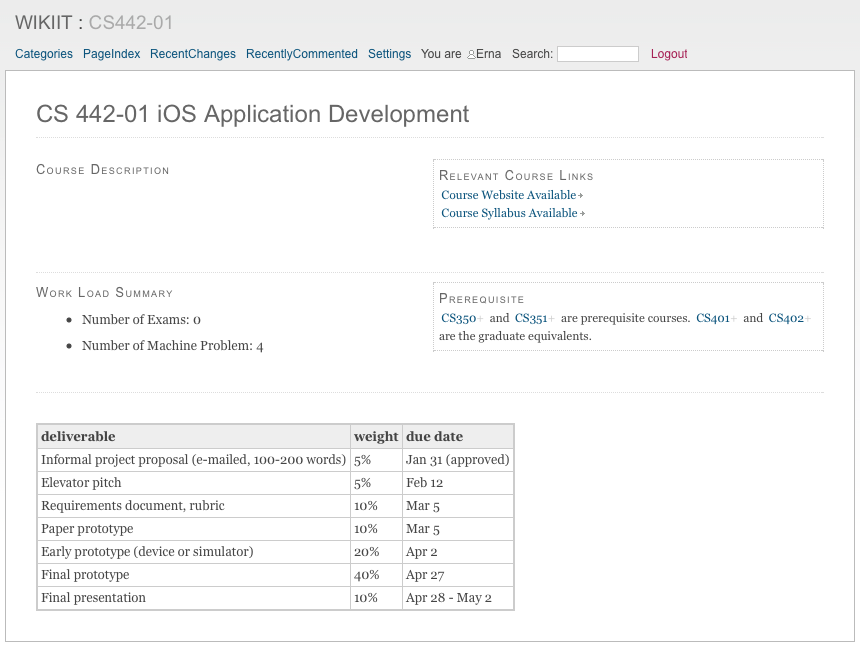 WIKIIT : CS442-01
Categories PageIndex RecentChanges RecentlyCommented Settings You are Erna Search: Logout
CS 442-01 iOS Application Development
Course Description
Relevant Course Links
Course Website Available
Course Syllabus Available
Work Load Summary
• Number of Exams: 0
• Number of Machine Problem: 4
Prerequisite
CS350+ and CS351+ are prerequisite courses. CS401+ and CS402+
are the graduate equivalents.
deliverable weight due date
Informal project proposal (e-mailed, 100-200 words) 5% Jan 31 (approved)
Elevator pitch 5% Feb 12
Requirements document, rubric 10% Mar 5
Paper prototype 10% Mar 5
Early prototype (device or simulator) 20% Apr 2
Final prototype 40% Apr 27
Final presentation 10% Apr 28 - May 2